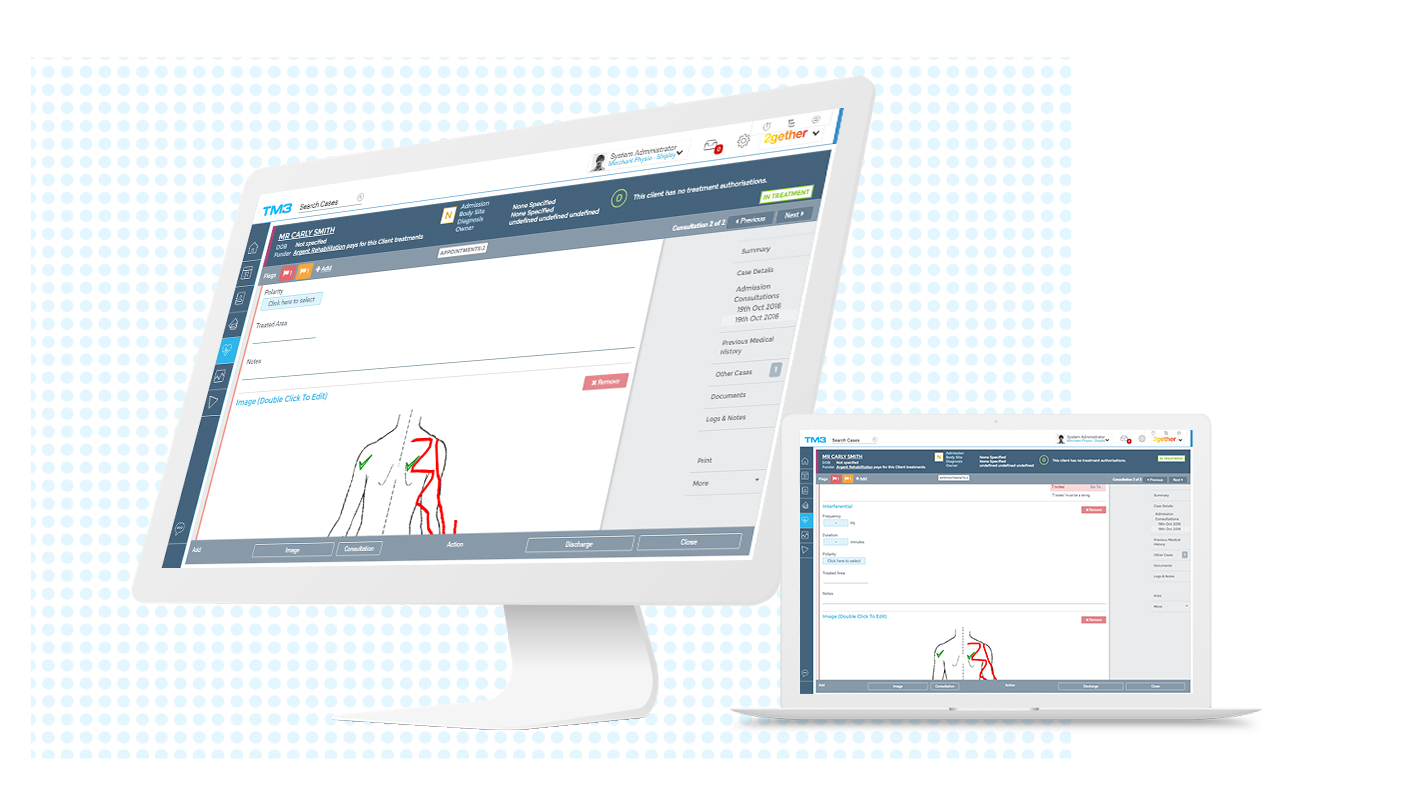 System Administrator
Merchant Physio - Shipley
0
2gether
TM3
Search Cases
MR CARLY SMITH
DOB Not specified
Funder Argent Rehabilitation pays for this Client treatments
N
Admission
Body Site
Diagnosis
Owner
None Specified
None Specified
undefined undefined undefined
0
This client has no treatment authorisations.
IN TREATMENT
Flags
1
1
+ Add
APPOINTMENTS: 2
Consultation 2 of 2
Previous
Next
Polarity
Click here to select
Treated Area
Notes
Remove
Image (Double Click To Edit)
Summary
Case Details
Admission
Consultations
19th Oct 2016
19th Oct 2016
Previous Medical
History
Other Cases
1
Documents
Logs & Notes
Print
More
Add
Image
Consultation
Action
Discharge
Close
TM3
Search Cases
System Administrator
Merchant Physio - Shipley
2gether
MR CARLY SMITH
DOB Not specified
Funder Argent Rehabilitation pays for this Client treatments
N
Admission
Body Site
Diagnosis
Owner
None Specified
None Specified
undefined undefined undefined
0
This client has no treatment authorisations.
IN TREATMENT
Flags
+ Add
APPOINTMENTS: 2
Consultation 2 of 2
Previous
Next
Go To
must be a string.
Remove
Interferential
Frequency
Hz
Duration
minutes
Polarity
Click here to select
Treated Area
Notes
Image (Double Click To Edit)
Remove
Summary
Case Details
Admission
Consultations
19th Oct 2016
19th Oct 2016
Previous Medical
History
Other Cases
Documents
Logs & Notes
Print
More
Add
Image
Consultation
Action
Discharge
Close